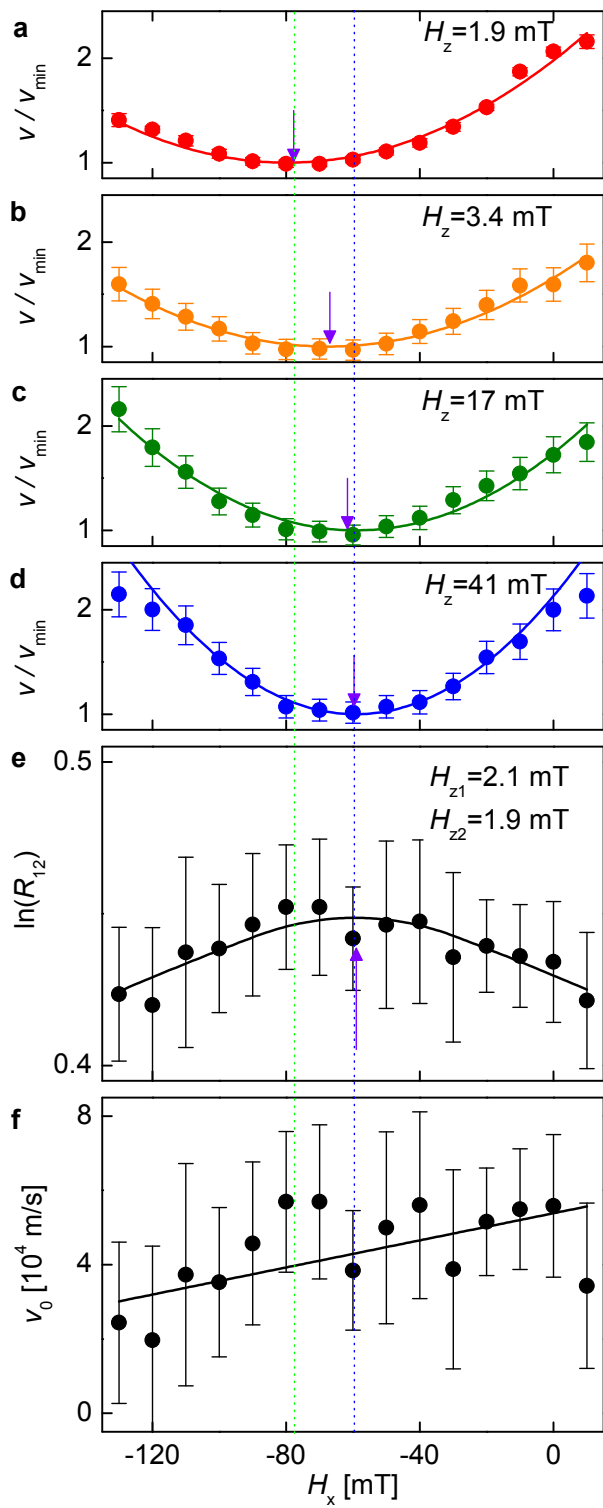 a
H_z=1.9 mT
2
1
v / v_min
b
H_z=3.4 mT
2
1
v / v_min
c
H_z=17 mT
2
1
v / v_min
d
H_z=41 mT
2
1
v / v_min
e
0.5
H_z1=2.1 mT
H_z2=1.9 mT
ln(R_12)
0.4
f
8
4
0
v_0 [10^4 m/s]
-120 -80 -40 0
H_x [mT]